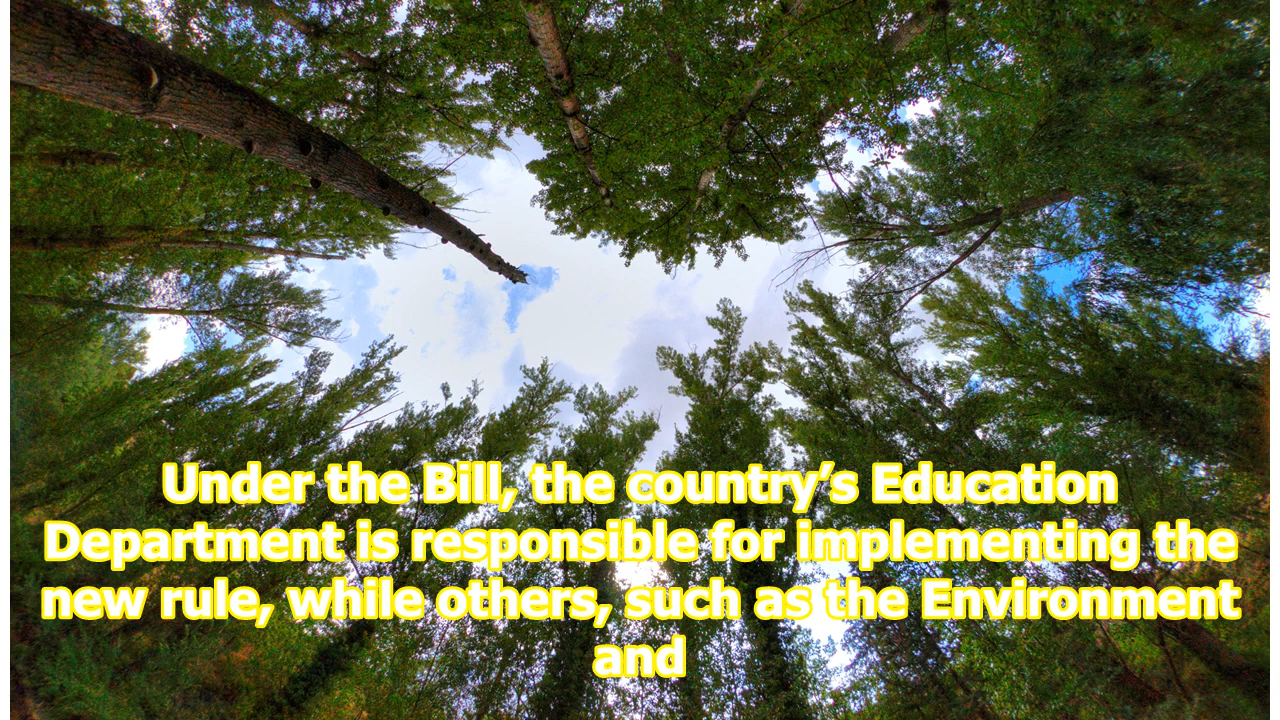 Under the Bill, the country’s Education
Department is responsible for implementing the
new rule, while others, such as the Environment
and